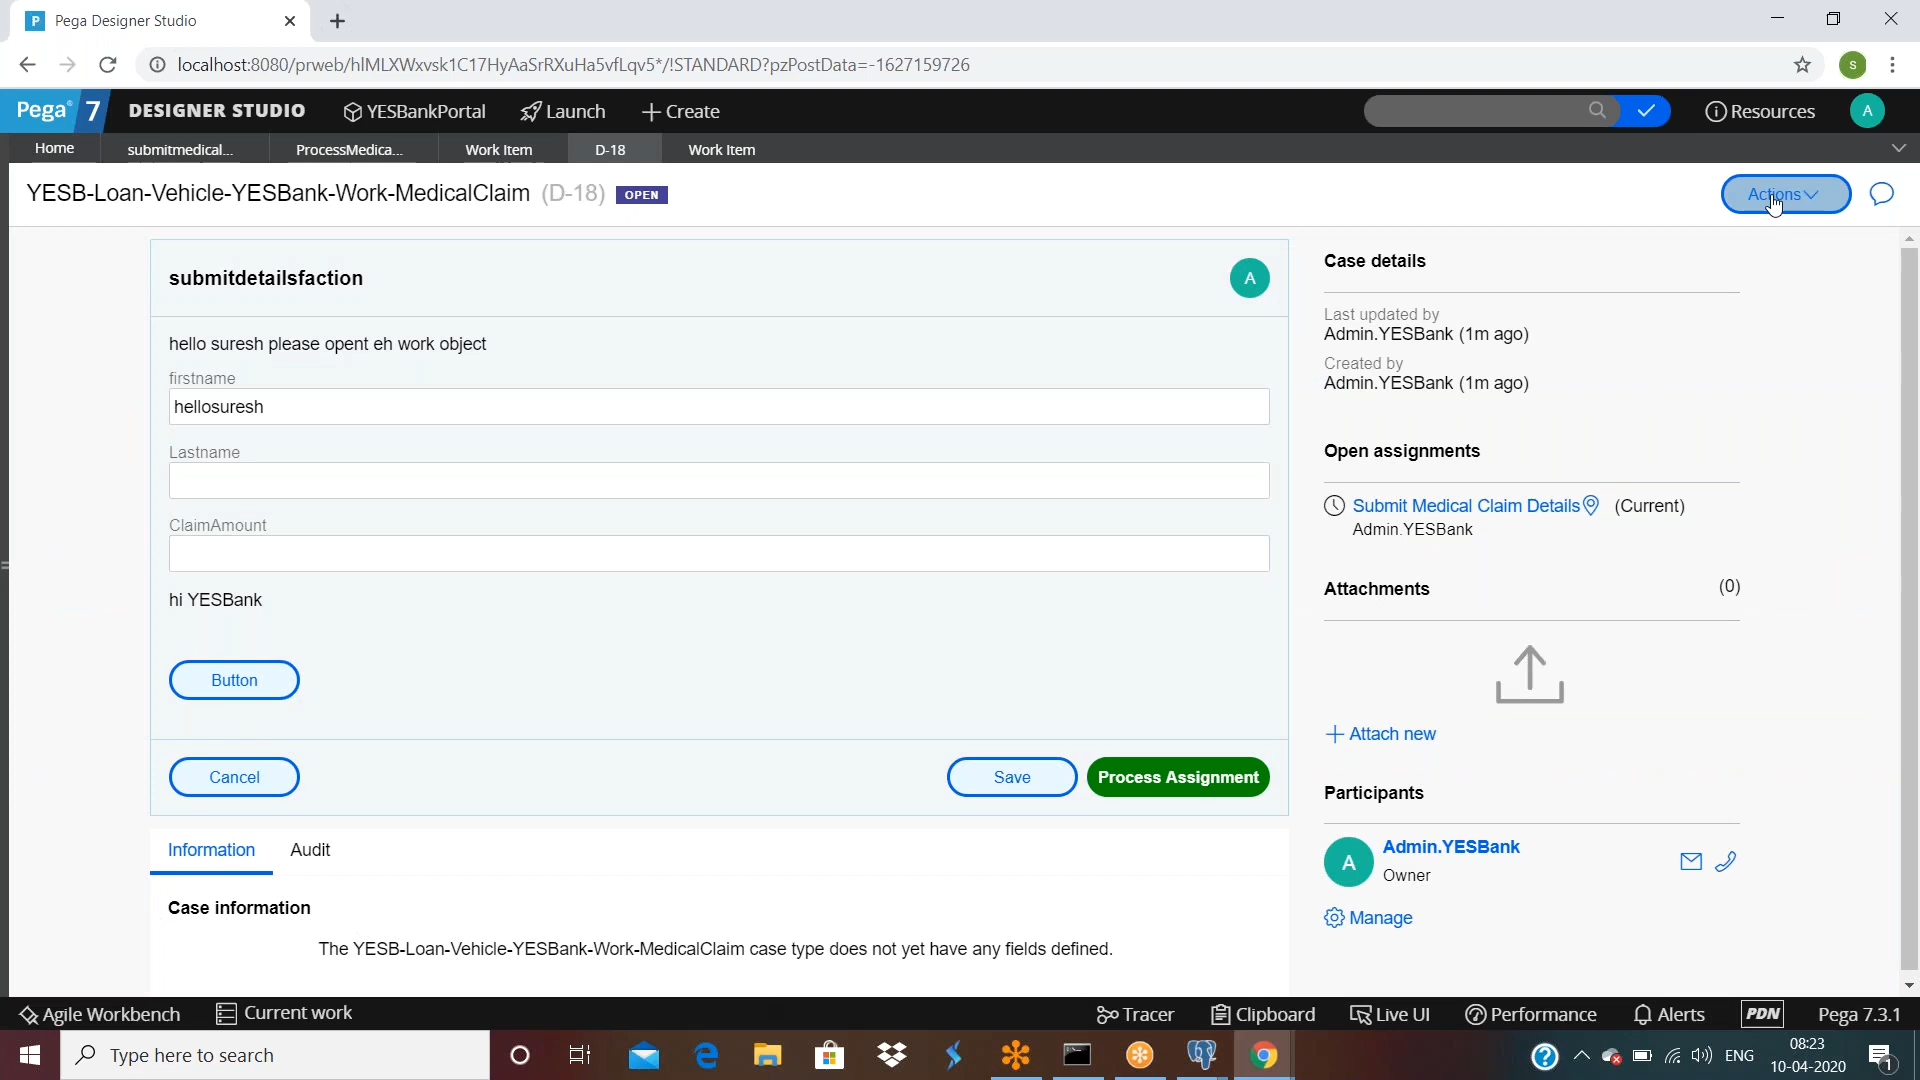 P Pega Designer Studio
localhost:8080/prweb/hIMLXWxvsk1C17HyAaSrRXuHa5vfLqv5*/!STANDARD?pzPostData=-1627159726
S
Pega 7 DESIGNER STUDIO YESBankPortal Launch Create Resources A
Home submitmedical... ProcessMedica... Work Item D-18 Work Item
YESB-Loan-Vehicle-YESBank-Work-MedicalClaim (D-18) OPEN Actions
submitdetailsfaction A
hello suresh please opent eh work object
firstname
hellosuresh
Lastname
ClaimAmount
hi YESBank
Button
Cancel Save Process Assignment
Information Audit
Case information
The YESB-Loan-Vehicle-YESBank-Work-MedicalClaim case type does not yet have any fields defined.
Case details
Last updated by
Admin.YESBank (1m ago)
Created by
Admin.YESBank (1m ago)
Open assignments
Submit Medical Claim Details (Current)
Admin.YESBank
Attachments (0)
Attach new
Participants
A Admin.YESBank
Owner
Manage
Agile Workbench Current work Tracer Clipboard Live UI Performance Alerts PDN Pega 7.3.1
Type here to search ENG 08:23
10-04-2020 1